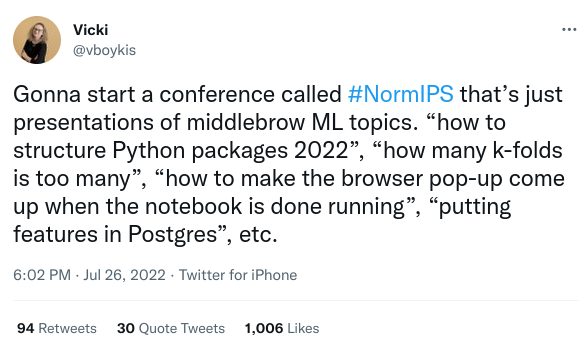 Vicki
@vboykis
Gonna start a conference called #NormIPS that’s just
presentations of middlebrow ML topics. “how to
structure Python packages 2022”, “how many k-folds
is too many”, “how to make the browser pop-up come
up when the notebook is done running”, “putting
features in Postgres”, etc.
6:02 PM · Jul 26, 2022 · Twitter for iPhone
94 Retweets 30 Quote Tweets 1,006 Likes